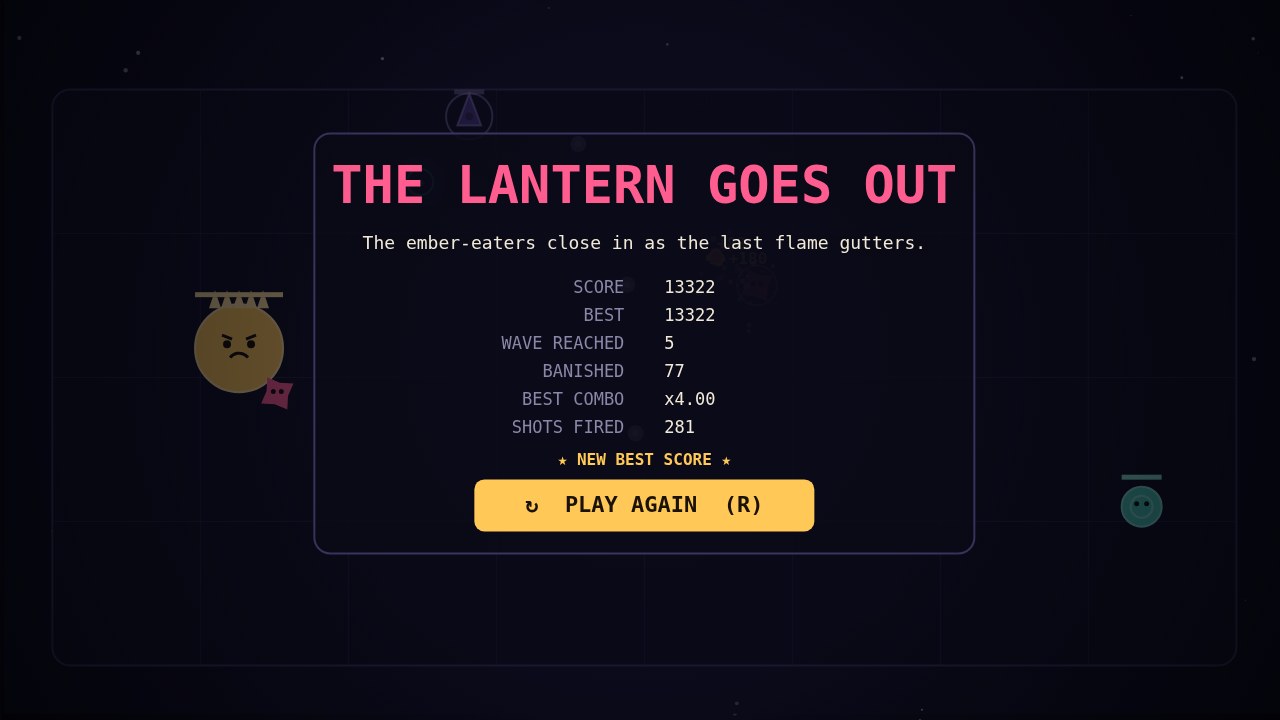 THE LANTERN GOES OUT
The ember-eaters close in as the last flame gutters.
SCORE 13322
BEST 13322
WAVE REACHED 5
BANISHED 77
BEST COMBO x4.00
SHOTS FIRED 281
★ NEW BEST SCORE ★
↻ PLAY AGAIN (R)